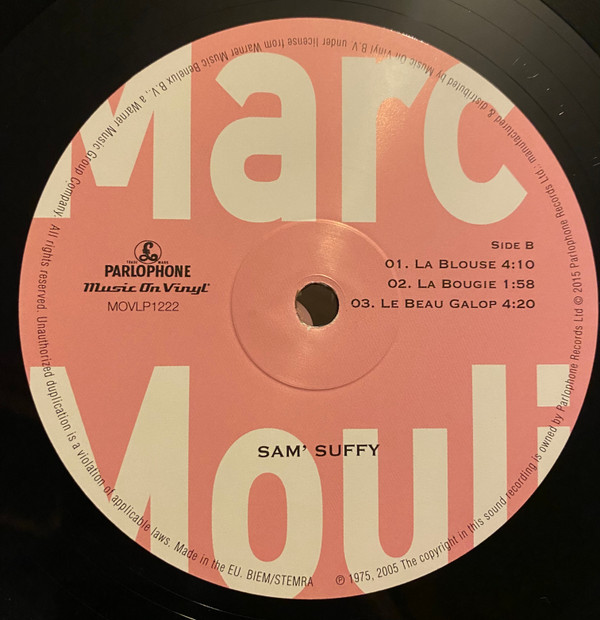 Marc
Mouli
TRADE MARK
PARLOPHONE
Music On Vinyl
MOVLP1222
SIDE B
01. LA BLOUSE 4:10
02. LA BOUGIE 1:58
03. LE BEAU GALOP 4:20
SAM' SUFFY
℗ 1975, 2005 The copyright in this sound recording is owned by Parlophone Records Ltd © 2015 Parlophone Records Ltd., manufactured & distributed by Music On Vinyl B.V. under license from Warner Music Benelux B.V., a Warner Music Group Company. All rights reserved. Unauthorized duplication is a violation of applicable laws. Made in the EU. BIEM/STEMRA